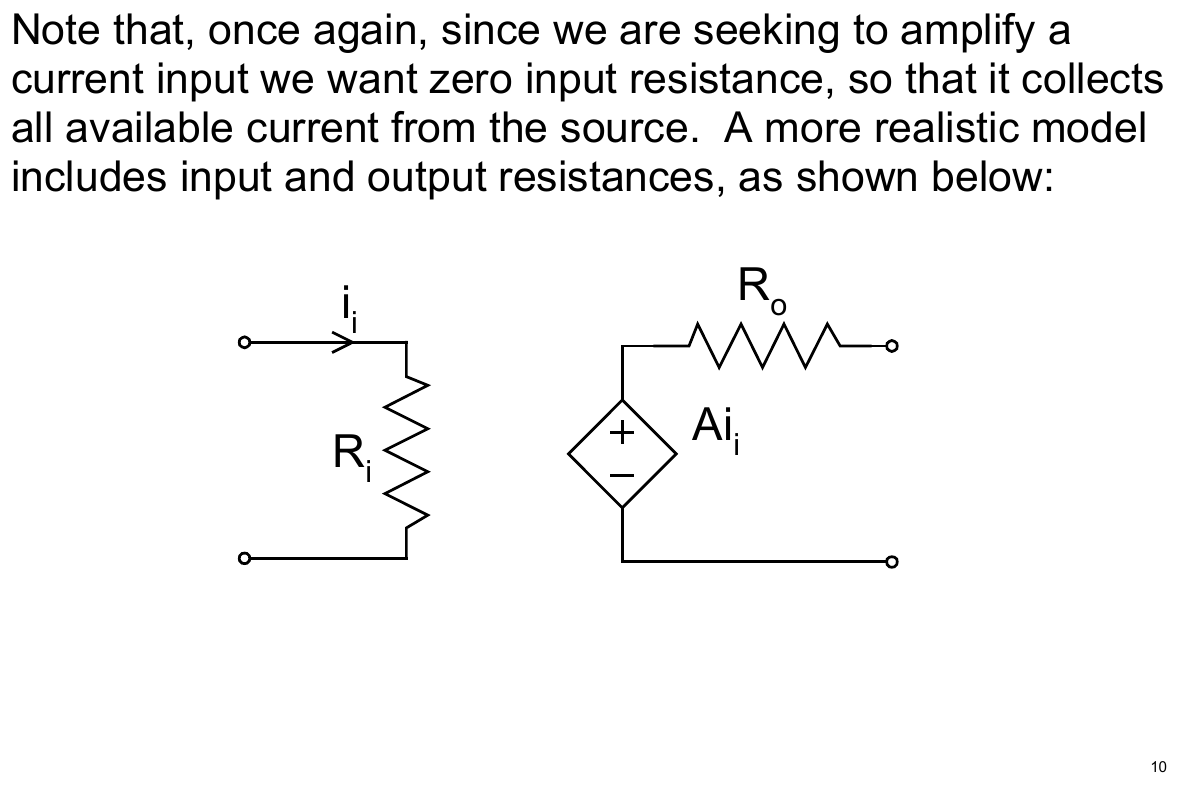 Note that, once again, since we are seeking to amplify a
current input we want zero input resistance, so that it collects
all available current from the source.  A more realistic model
includes input and output resistances, as shown below:
Ro
ii
Ri
+
Aii
−
10